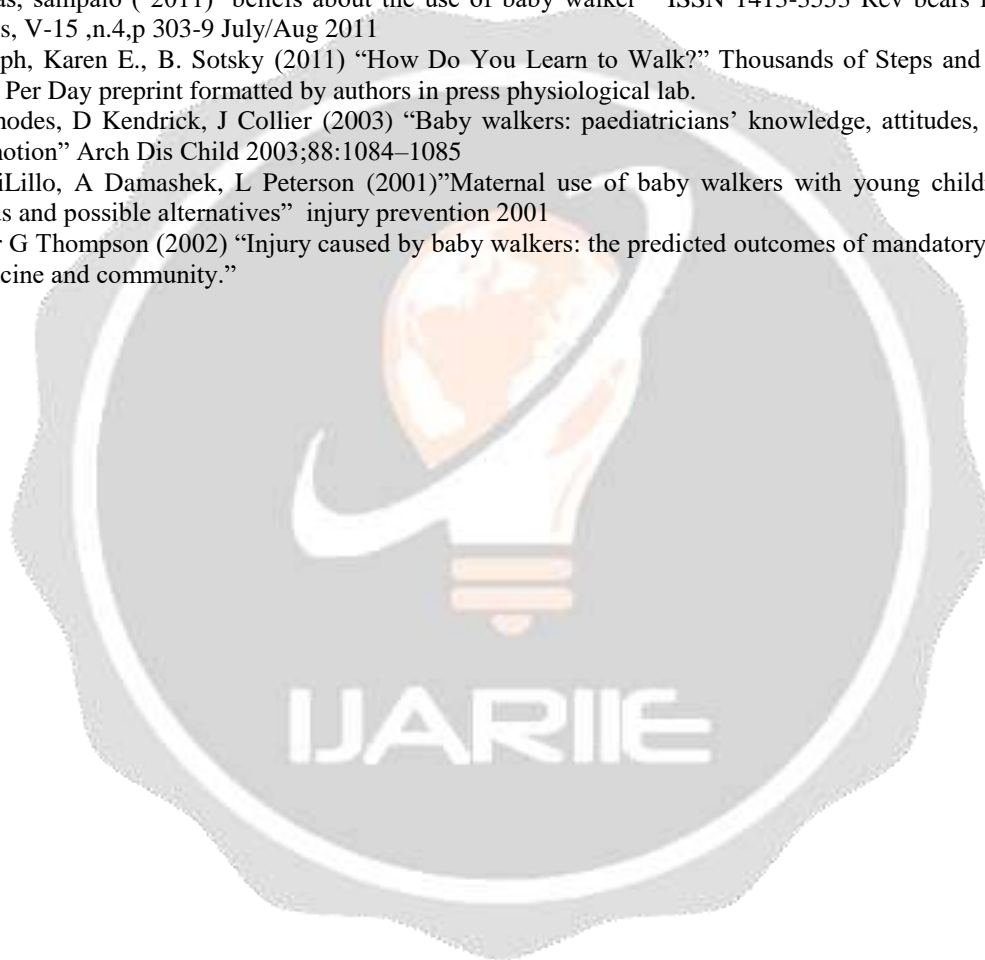 as, sampaio ( 2011) beliefs about the use of baby walker ISSN 1413-3555 Rev
s, V-15 ,n.4,p 303-9 July/Aug 2011
ph, Karen E., B. Sotsky (2011) “How Do You Learn to Walk?” Thousands of Steps and
Per Day preprint formatted by authors in press physiological lab.
hodes, D Kendrick, J Collier (2003) “Baby walkers: paediatricians’ knowledge, attitudes,
notion” Arch Dis Child 2003;88:1084–1085
iLillo, A Damashek, L Peterson (2001)”Maternal use of baby walkers with young child
s and possible alternatives” injury prevention 2001
r G Thompson (2002) “Injury caused by baby walkers: the predicted outcomes of mandatory
cine and community.”
IJARIIE